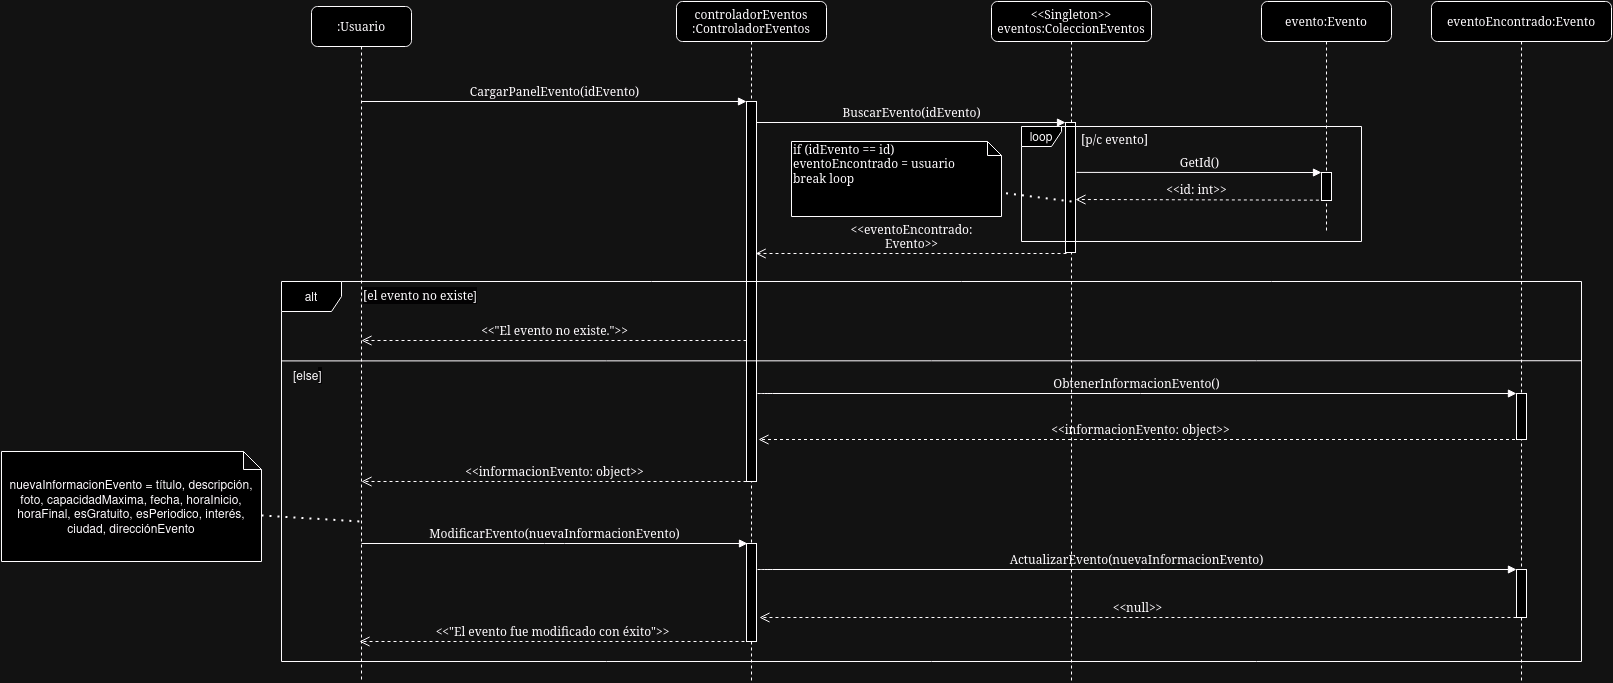 :Usuario
controladorEventos
:ControladorEventos
<<Singleton>>
eventos:ColeccionEventos
evento:Evento
eventoEncontrado:Evento
CargarPanelEvento(idEvento)
BuscarEvento(idEvento)
loop
[p/c evento]
if (idEvento == id)
eventoEncontrado = usuario
break loop
GetId()
<<id: int>>
<<eventoEncontrado:
Evento>>
alt
[el evento no existe]
<<"El evento no existe.">>
[else]
ObtenerInformacionEvento()
<<informacionEvento: object>>
<<informacionEvento: object>>
nuevaInformacionEvento = título, descripción,
foto, capacidadMaxima, fecha, horaInicio,
horaFinal, esGratuito, esPeriodico, interés,
ciudad, direcciónEvento
ModificarEvento(nuevaInformacionEvento)
ActualizarEvento(nuevaInformacionEvento)
<<null>>
<<"El evento fue modificado con éxito">>